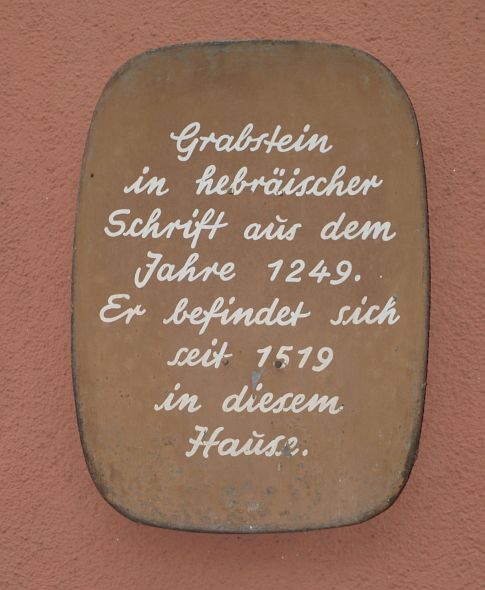 Grabstein
in hebräischer
Schrift aus dem
Jahre 1249.
Er befindet sich
seit 1519
in diesem
Hause.